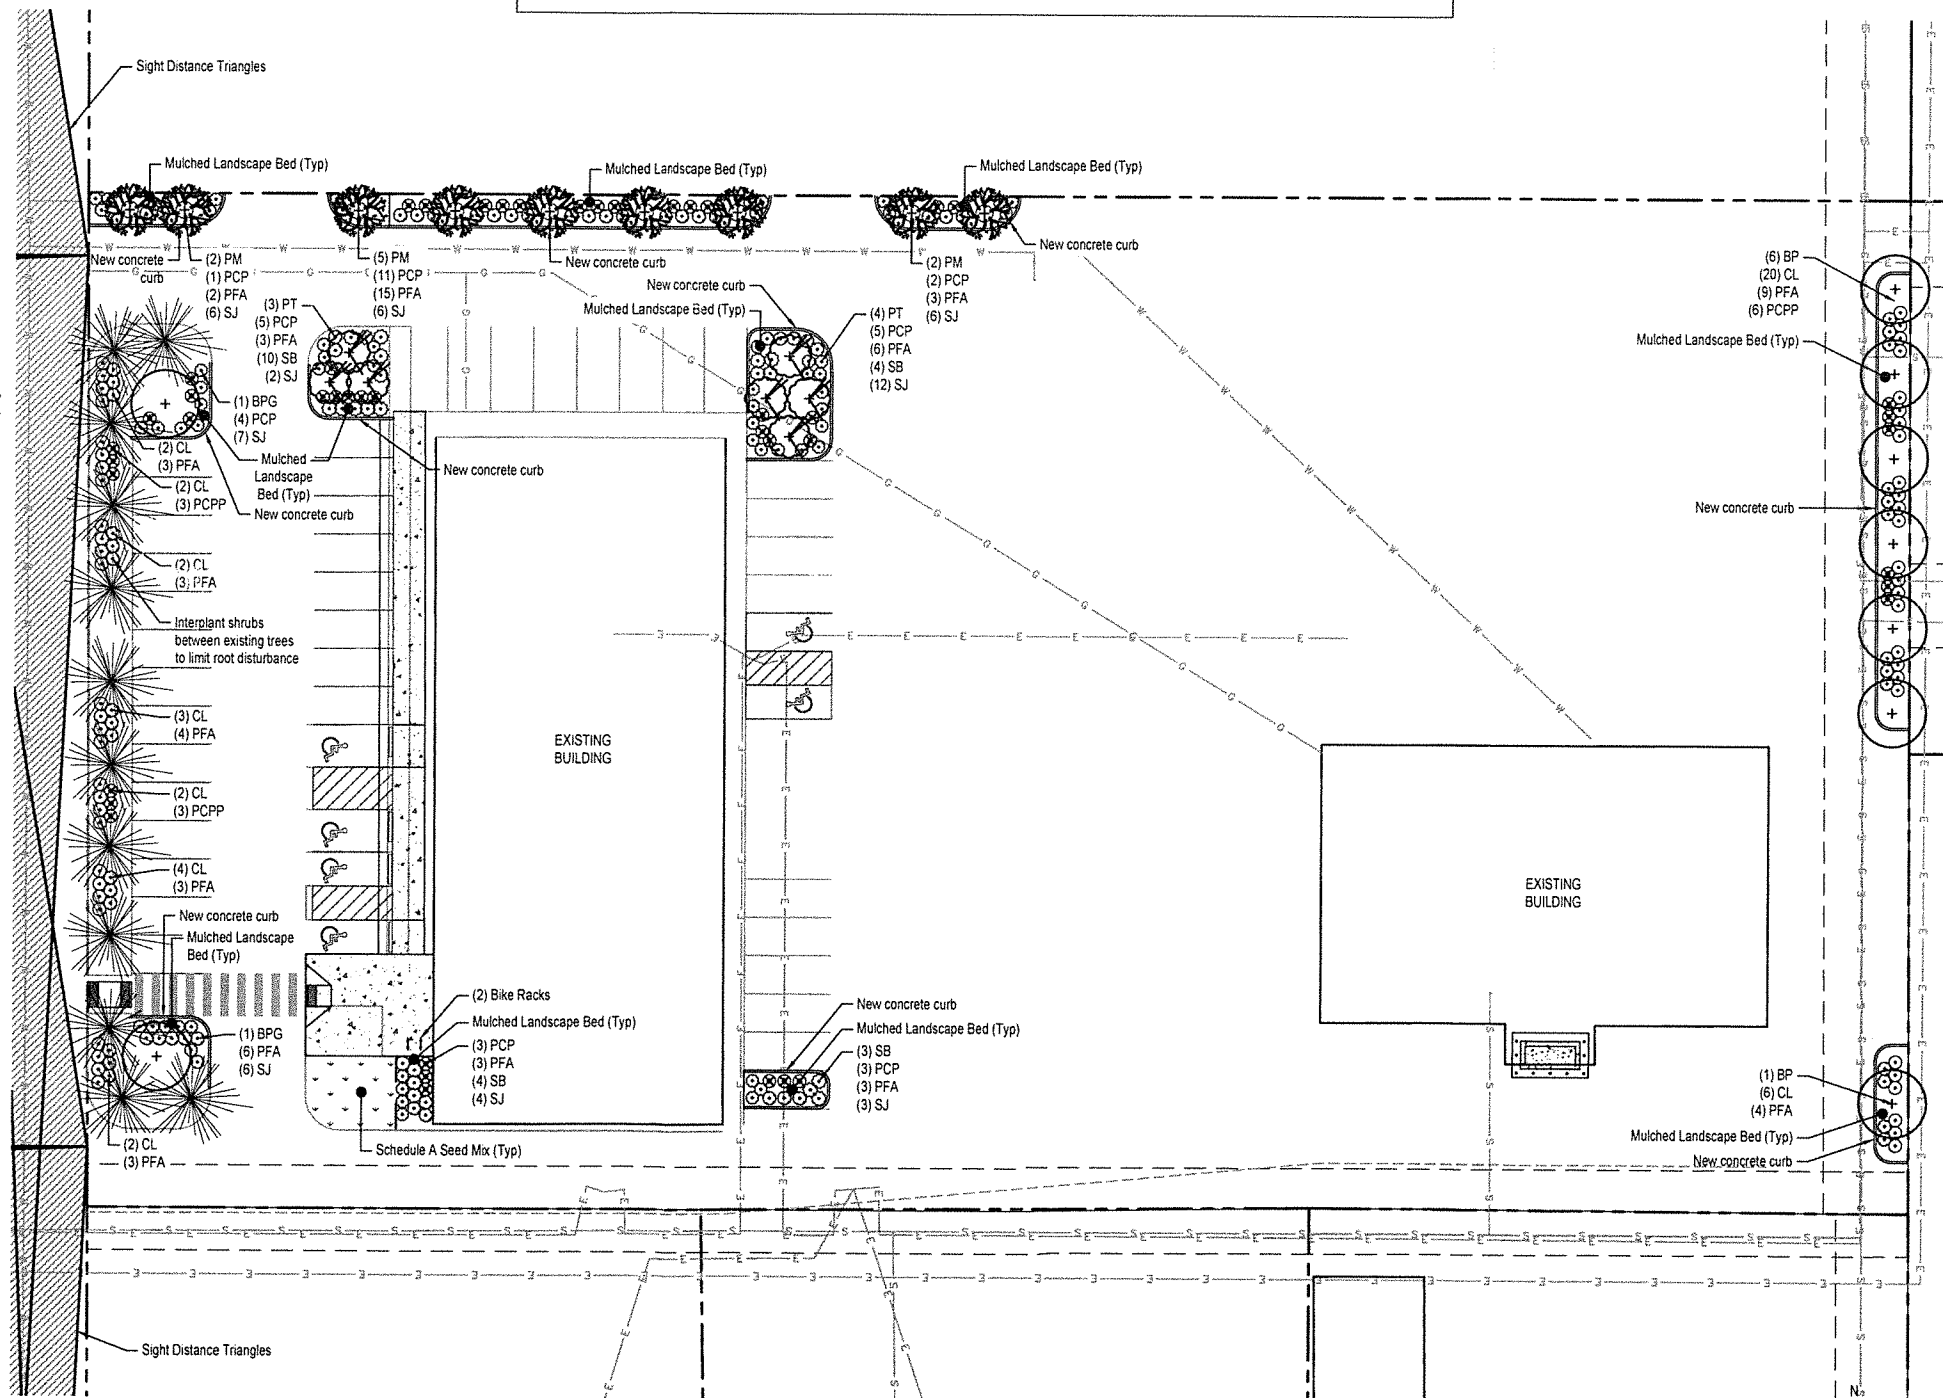 Sight Distance Triangles
Mulched Landscape Bed (Typ)
Mulched Landscape Bed (Typ)
Mulched Landscape Bed (Typ)
New concrete
curb
(2) PM
(1) PCP
(2) PFA
(6) SJ
(5) PM
(11) PCP
(15) PFA
(6) SJ
New concrete curb
New concrete curb
Mulched Landscape Bed (Typ)
(2) PM
(2) PCP
(3) PFA
(6) SJ
New concrete curb
(3) PT
(5) PCP
(3) PFA
(10) SB
(2) SJ
(4) PT
(5) PCP
(6) PFA
(4) SB
(12) SJ
(6) BP
(20) CL
(9) PFA
(6) PCPP
Mulched Landscape Bed (Typ)
New concrete curb
(1) BPG
(4) PCP
(7) SJ
(2) CL
(3) PFA
Mulched
Landscape
Bed (Typ)
New concrete curb
(2) CL
(3) PCPP
New concrete curb
(2) CL
(3) PFA
Interplant shrubs
between existing trees
to limit root disturbance
(3) CL
(4) PFA
(2) CL
(3) PCPP
(4) CL
(3) PFA
EXISTING
BUILDING
EXISTING
BUILDING
New concrete curb
Mulched Landscape
Bed (Typ)
(1) BPG
(6) PFA
(6) SJ
(2) CL
(3) PFA
(2) Bike Racks
Mulched Landscape Bed (Typ)
(3) PCP
(3) PFA
(4) SB
(4) SJ
Schedule A Seed Mix (Typ)
New concrete curb
Mulched Landscape Bed (Typ)
(3) SB
(3) PCP
(3) PFA
(3) SJ
(1) BP
(6) CL
(4) PFA
Mulched Landscape Bed (Typ)
New concrete curb
Sight Distance Triangles